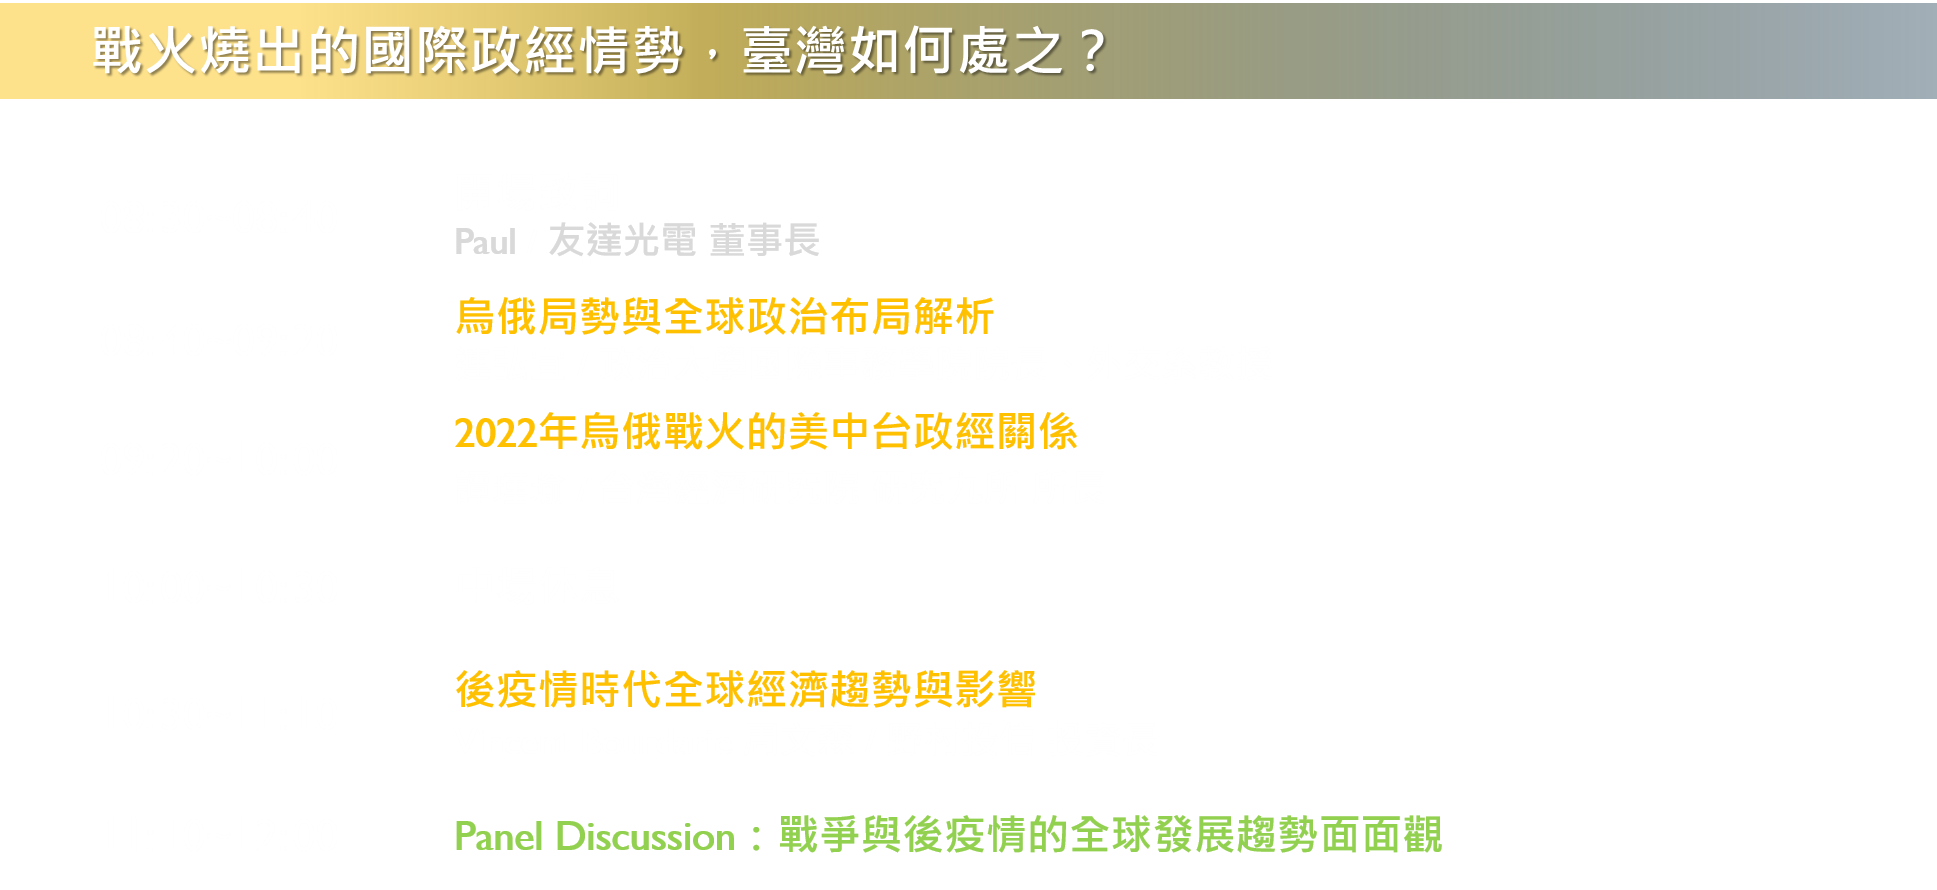 戰火燒出的國際政經情勢，臺灣如何處之？
Paul 友達光電 董事長
烏俄局勢與全球政治布局解析
2022年烏俄戰火的美中台政經關係
後疫情時代全球經濟趨勢與影響
Panel Discussion：戰爭與後疫情的全球發展趨勢面面觀